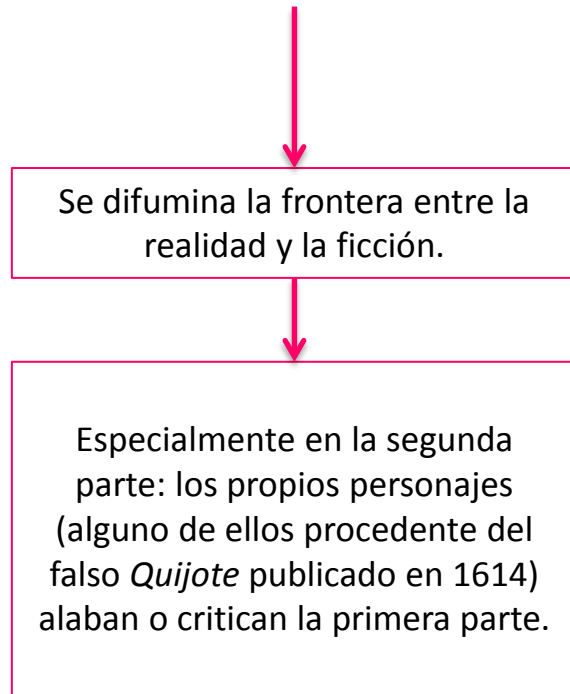 Se difumina la frontera entre la
realidad y la ficción.
Especialmente en la segunda
parte: los propios personajes
(alguno de ellos procedente del
falso Quijote publicado en 1614)
alaban o critican la primera parte.